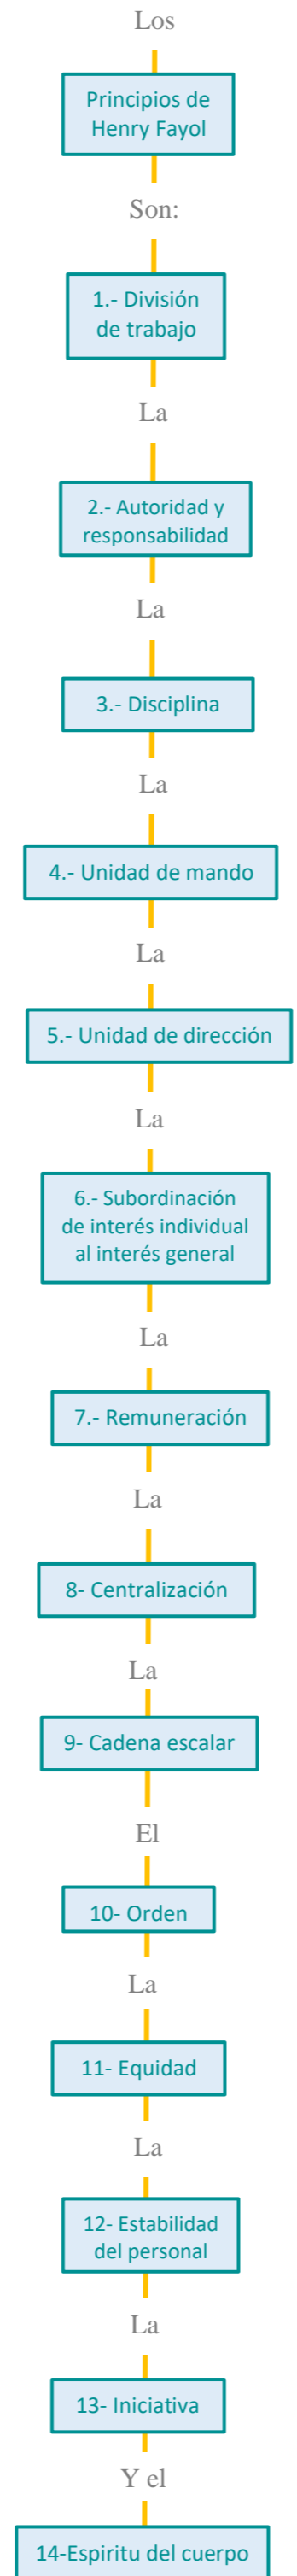 Los
Principios de
Henry Fayol
Son:
1.- División
de trabajo
La
2.- Autoridad y
responsabilidad
La
3.- Disciplina
La
4.- Unidad de mando
La
5.- Unidad de dirección
La
6.- Subordinación
de interés individual
al interés general
La
7.- Remuneración
La
8- Centralización
La
9- Cadena escalar
El
10- Orden
La
11- Equidad
La
12- Estabilidad
del personal
La
13- Iniciativa
Y el
14-Espiritu del cuerpo